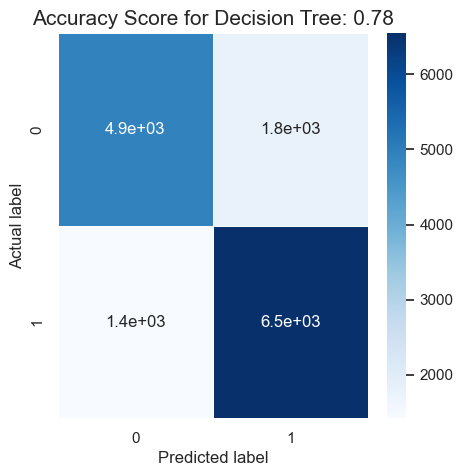 Accuracy Score for Decision Tree: 0.78
Actual label
0
4.9e+03
1.8e+03
1
1.4e+03
6.5e+03
0
1
Predicted label
6000
5000
4000
3000
2000